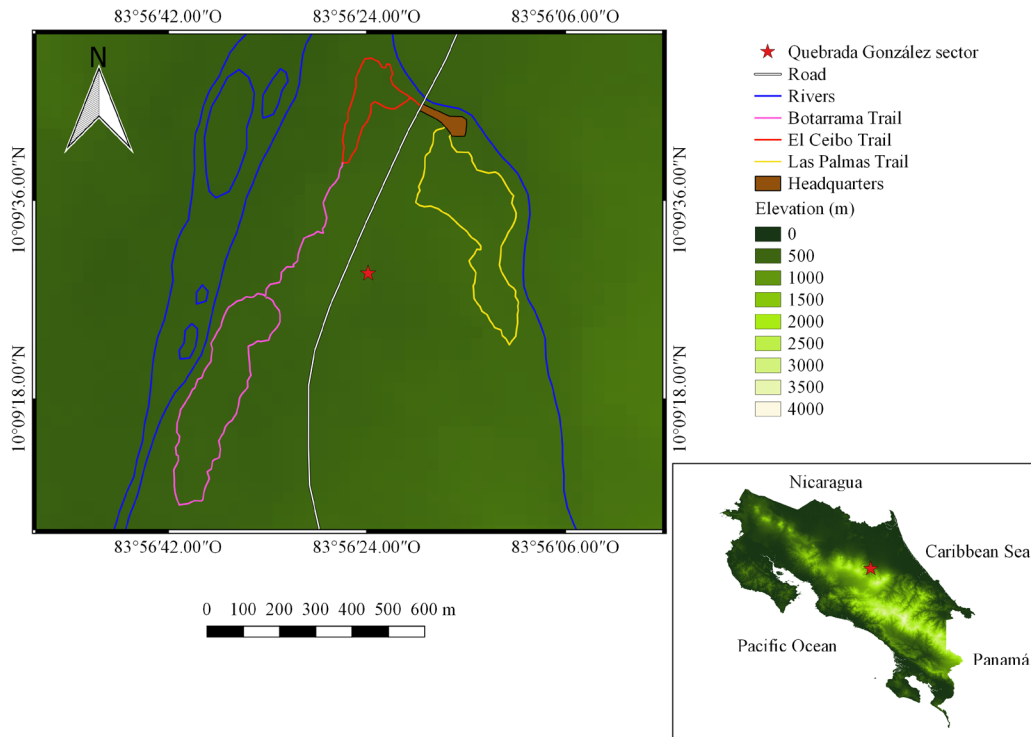 83°56'42.00"O 83°56'24.00"O 83°56'06.00"O
N
10°09'36.00"N
10°09'18.00"N
10°09'36.00"N
10°09'18.00"N
83°56'42.00"O 83°56'24.00"O 83°56'06.00"O
0 100 200 300 400 500 600 m
Quebrada González sector
Road
Rivers
Botarrama Trail
El Ceibo Trail
Las Palmas Trail
Headquarters
Elevation (m)
0
500
1000
1500
2000
2500
3000
3500
4000
Nicaragua
Caribbean Sea
Pacific Ocean
Panamá